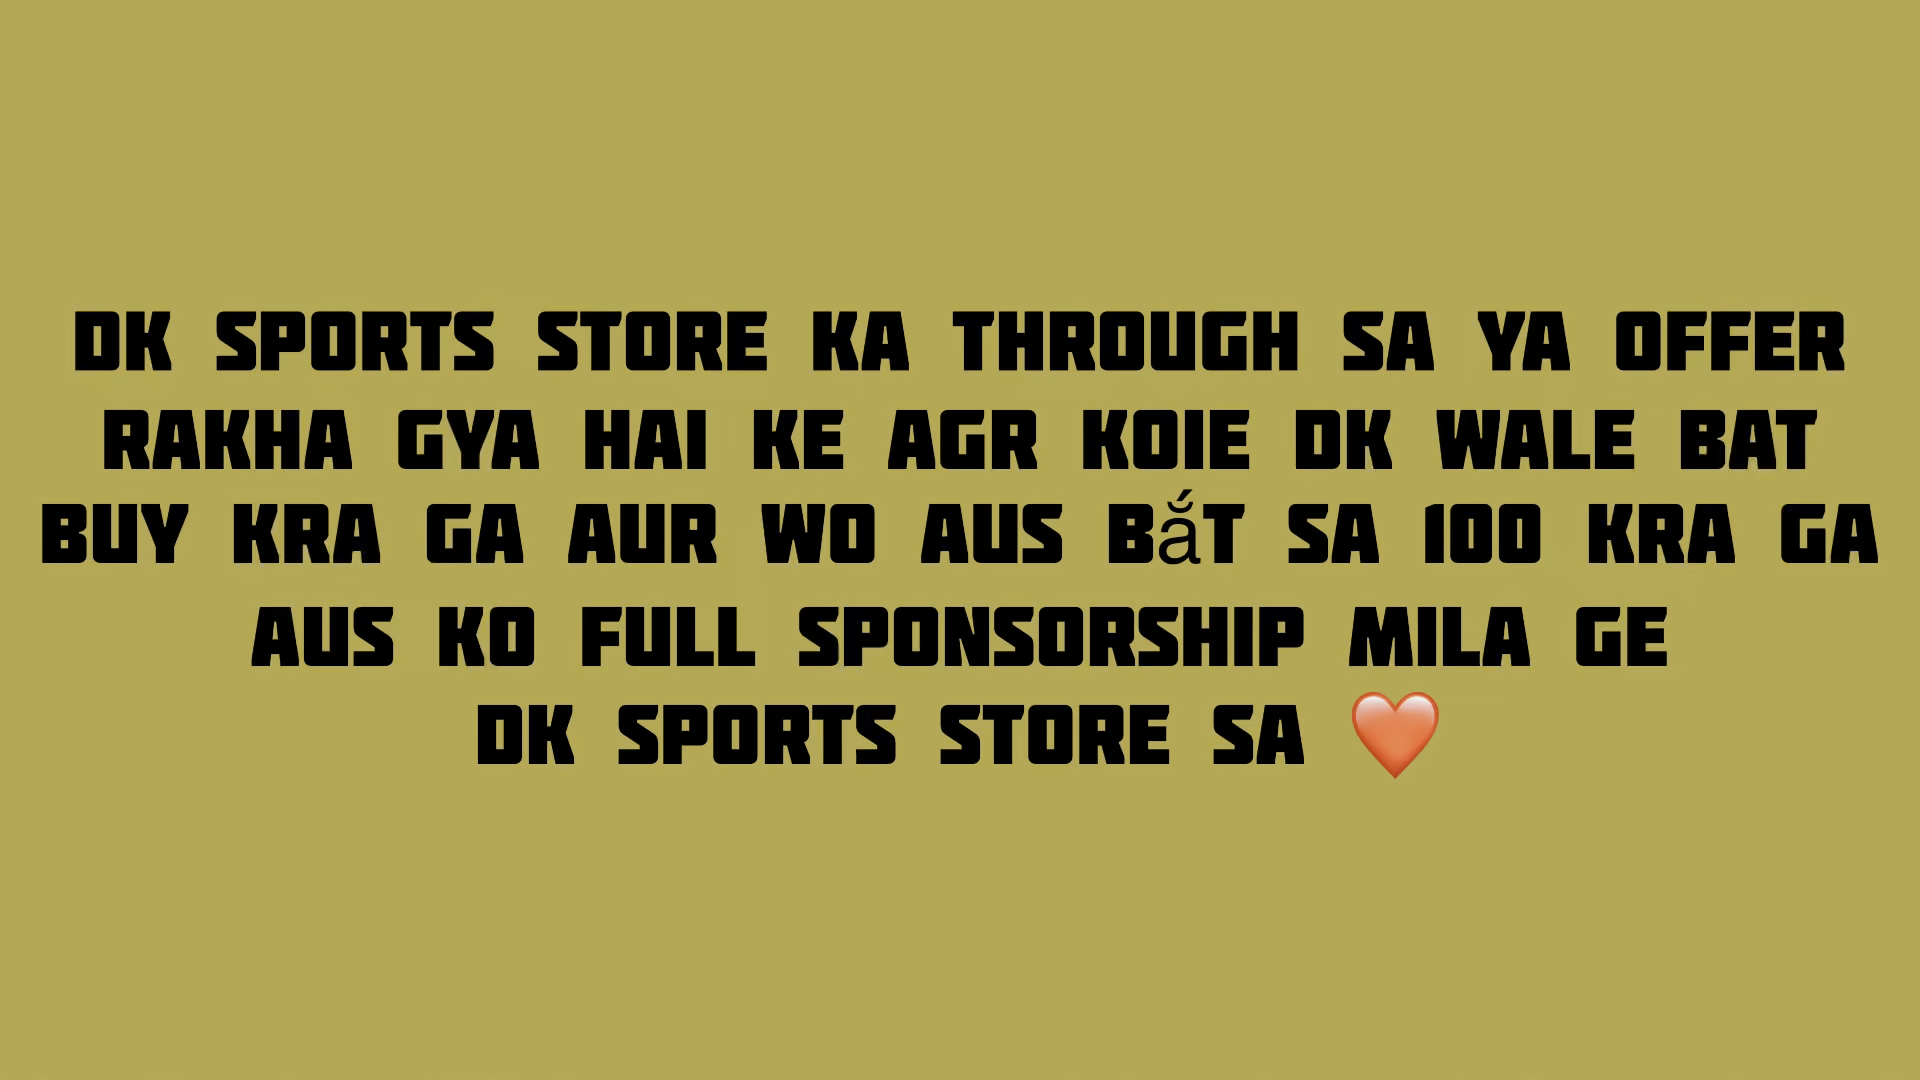 DK SPORTS STORE KA THROUGH SA YA OFFER
RAKHA GYA HAI KE AGR KOIE DK WALE BAT
BUY KRA GA AUR WO AUS BắT SA 100 KRA GA
AUS KO FULL SPONSORSHIP MILA GE
DK SPORTS STORE SA ❤️